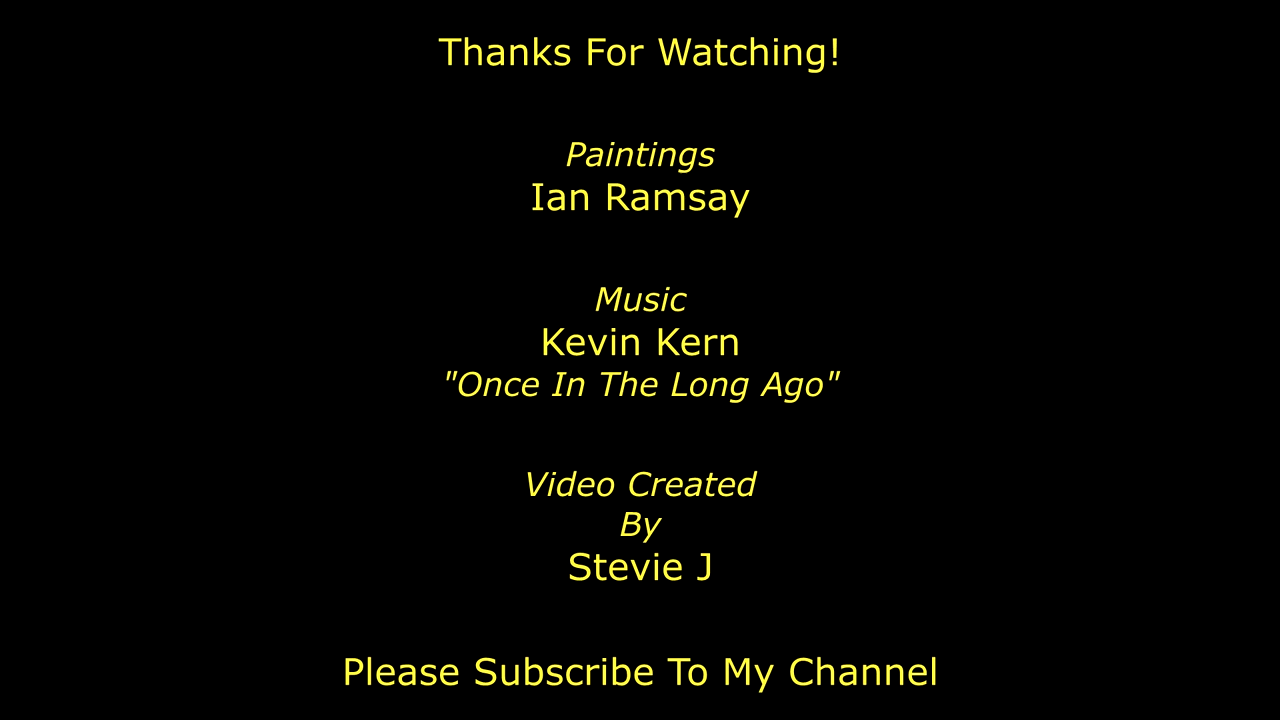 Thanks For Watching!
Paintings
Ian Ramsay
Music
Kevin Kern
"Once In The Long Ago"
Video Created
By
Stevie J
Please Subscribe To My Channel